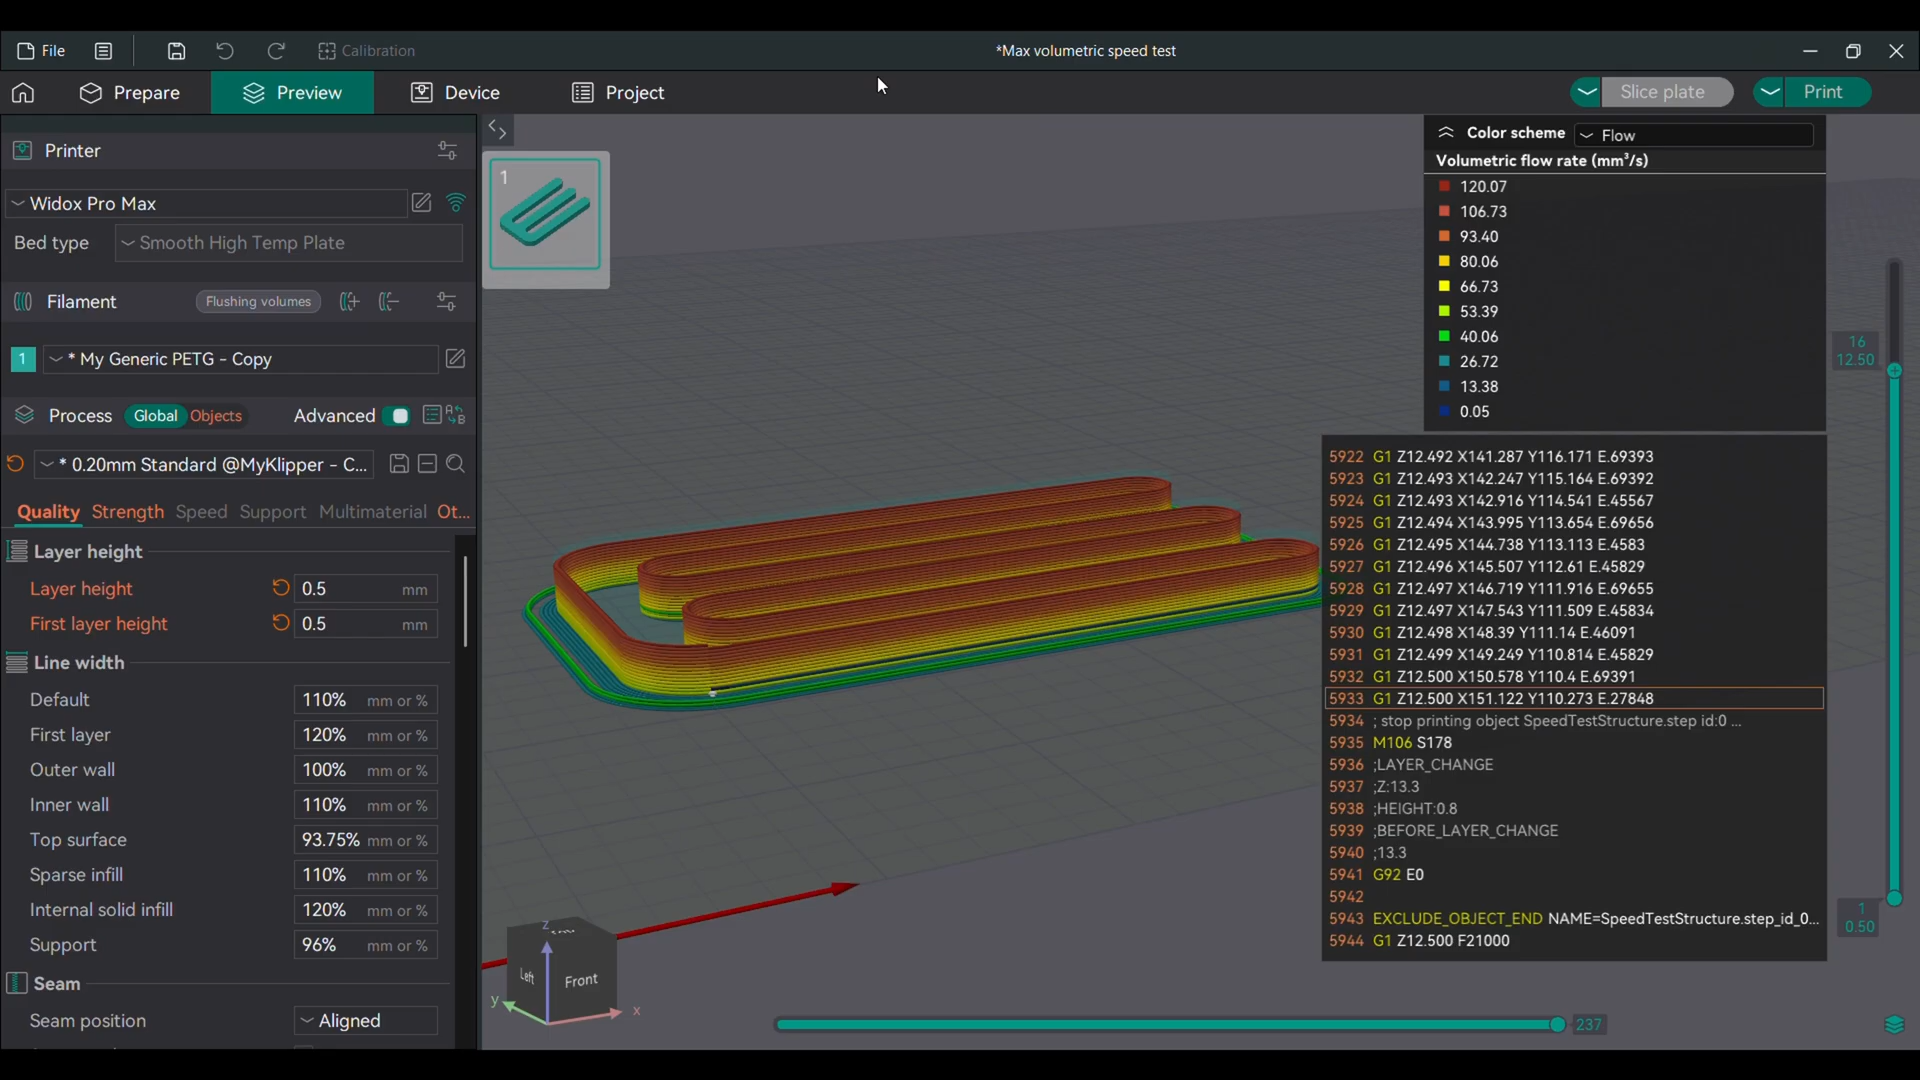 File
Calibration
*Max volumetric speed test
Prepare
Preview
Device
Project
Slice plate
Print
Printer
Widox Pro Max
Bed type
Smooth High Temp Plate
Filament
Flushing volumes
1
* My Generic PETG - Copy
Process
Global
Objects
Advanced
* 0.20mm Standard @MyKlipper - C...
Quality
Strength
Speed
Support
Multimaterial
Ot...
Layer height
Layer height
0.5
mm
First layer height
0.5
mm
Line width
Default
110%
mm or %
First layer
120%
mm or %
Outer wall
100%
mm or %
Inner wall
110%
mm or %
Top surface
93.75%
mm or %
Sparse infill
110%
mm or %
Internal solid infill
120%
mm or %
Support
96%
mm or %
Seam
Seam position
Aligned
1
Color scheme
Flow
Volumetric flow rate (mm³/s)
120.07
106.73
93.40
80.06
66.73
53.39
40.06
26.72
13.38
0.05
16
12.50
5922 G1 Z12.492 X141.287 Y116.171 E.69393
5923 G1 Z12.493 X142.247 Y115.164 E.69392
5924 G1 Z12.493 X142.916 Y114.541 E.45567
5925 G1 Z12.494 X143.995 Y113.654 E.69656
5926 G1 Z12.495 X144.738 Y113.113 E.4583
5927 G1 Z12.496 X145.507 Y112.61 E.45829
5928 G1 Z12.497 X146.719 Y111.916 E.69655
5929 G1 Z12.497 X147.543 Y111.509 E.45834
5930 G1 Z12.498 X148.39 Y111.14 E.46091
5931 G1 Z12.499 X149.249 Y110.814 E.45829
5932 G1 Z12.500 X150.578 Y110.4 E.69391
5933 G1 Z12.500 X151.122 Y110.273 E.27848
5934 ; stop printing object SpeedTestStructure.step id:0 ...
5935 M106 S178
5936 ;LAYER_CHANGE
5937 ;Z:13.3
5938 ;HEIGHT:0.8
5939 ;BEFORE_LAYER_CHANGE
5940 ;13.3
5941 G92 E0
5942
5943 EXCLUDE_OBJECT_END NAME=SpeedTestStructure.step_id_0...
5944 G1 Z12.500 F21000
1
0.50
z
Left
Front
y
x
237